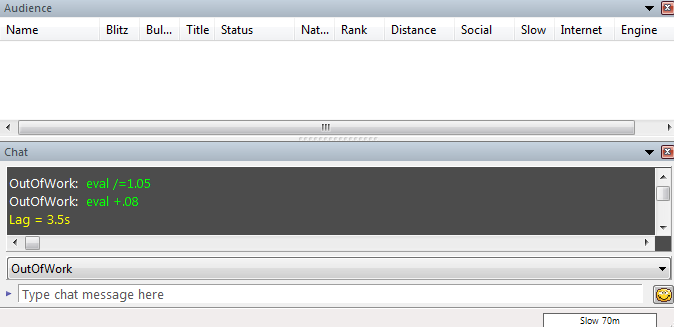 Audience
Name Blitz Bul... Title Status Nat... Rank Distance Social Slow Internet Engine
Chat
OutOfWork: eval /=1.05
OutOfWork: eval +.08
Lag = 3.5s
OutOfWork
Type chat message here
Slow 70m